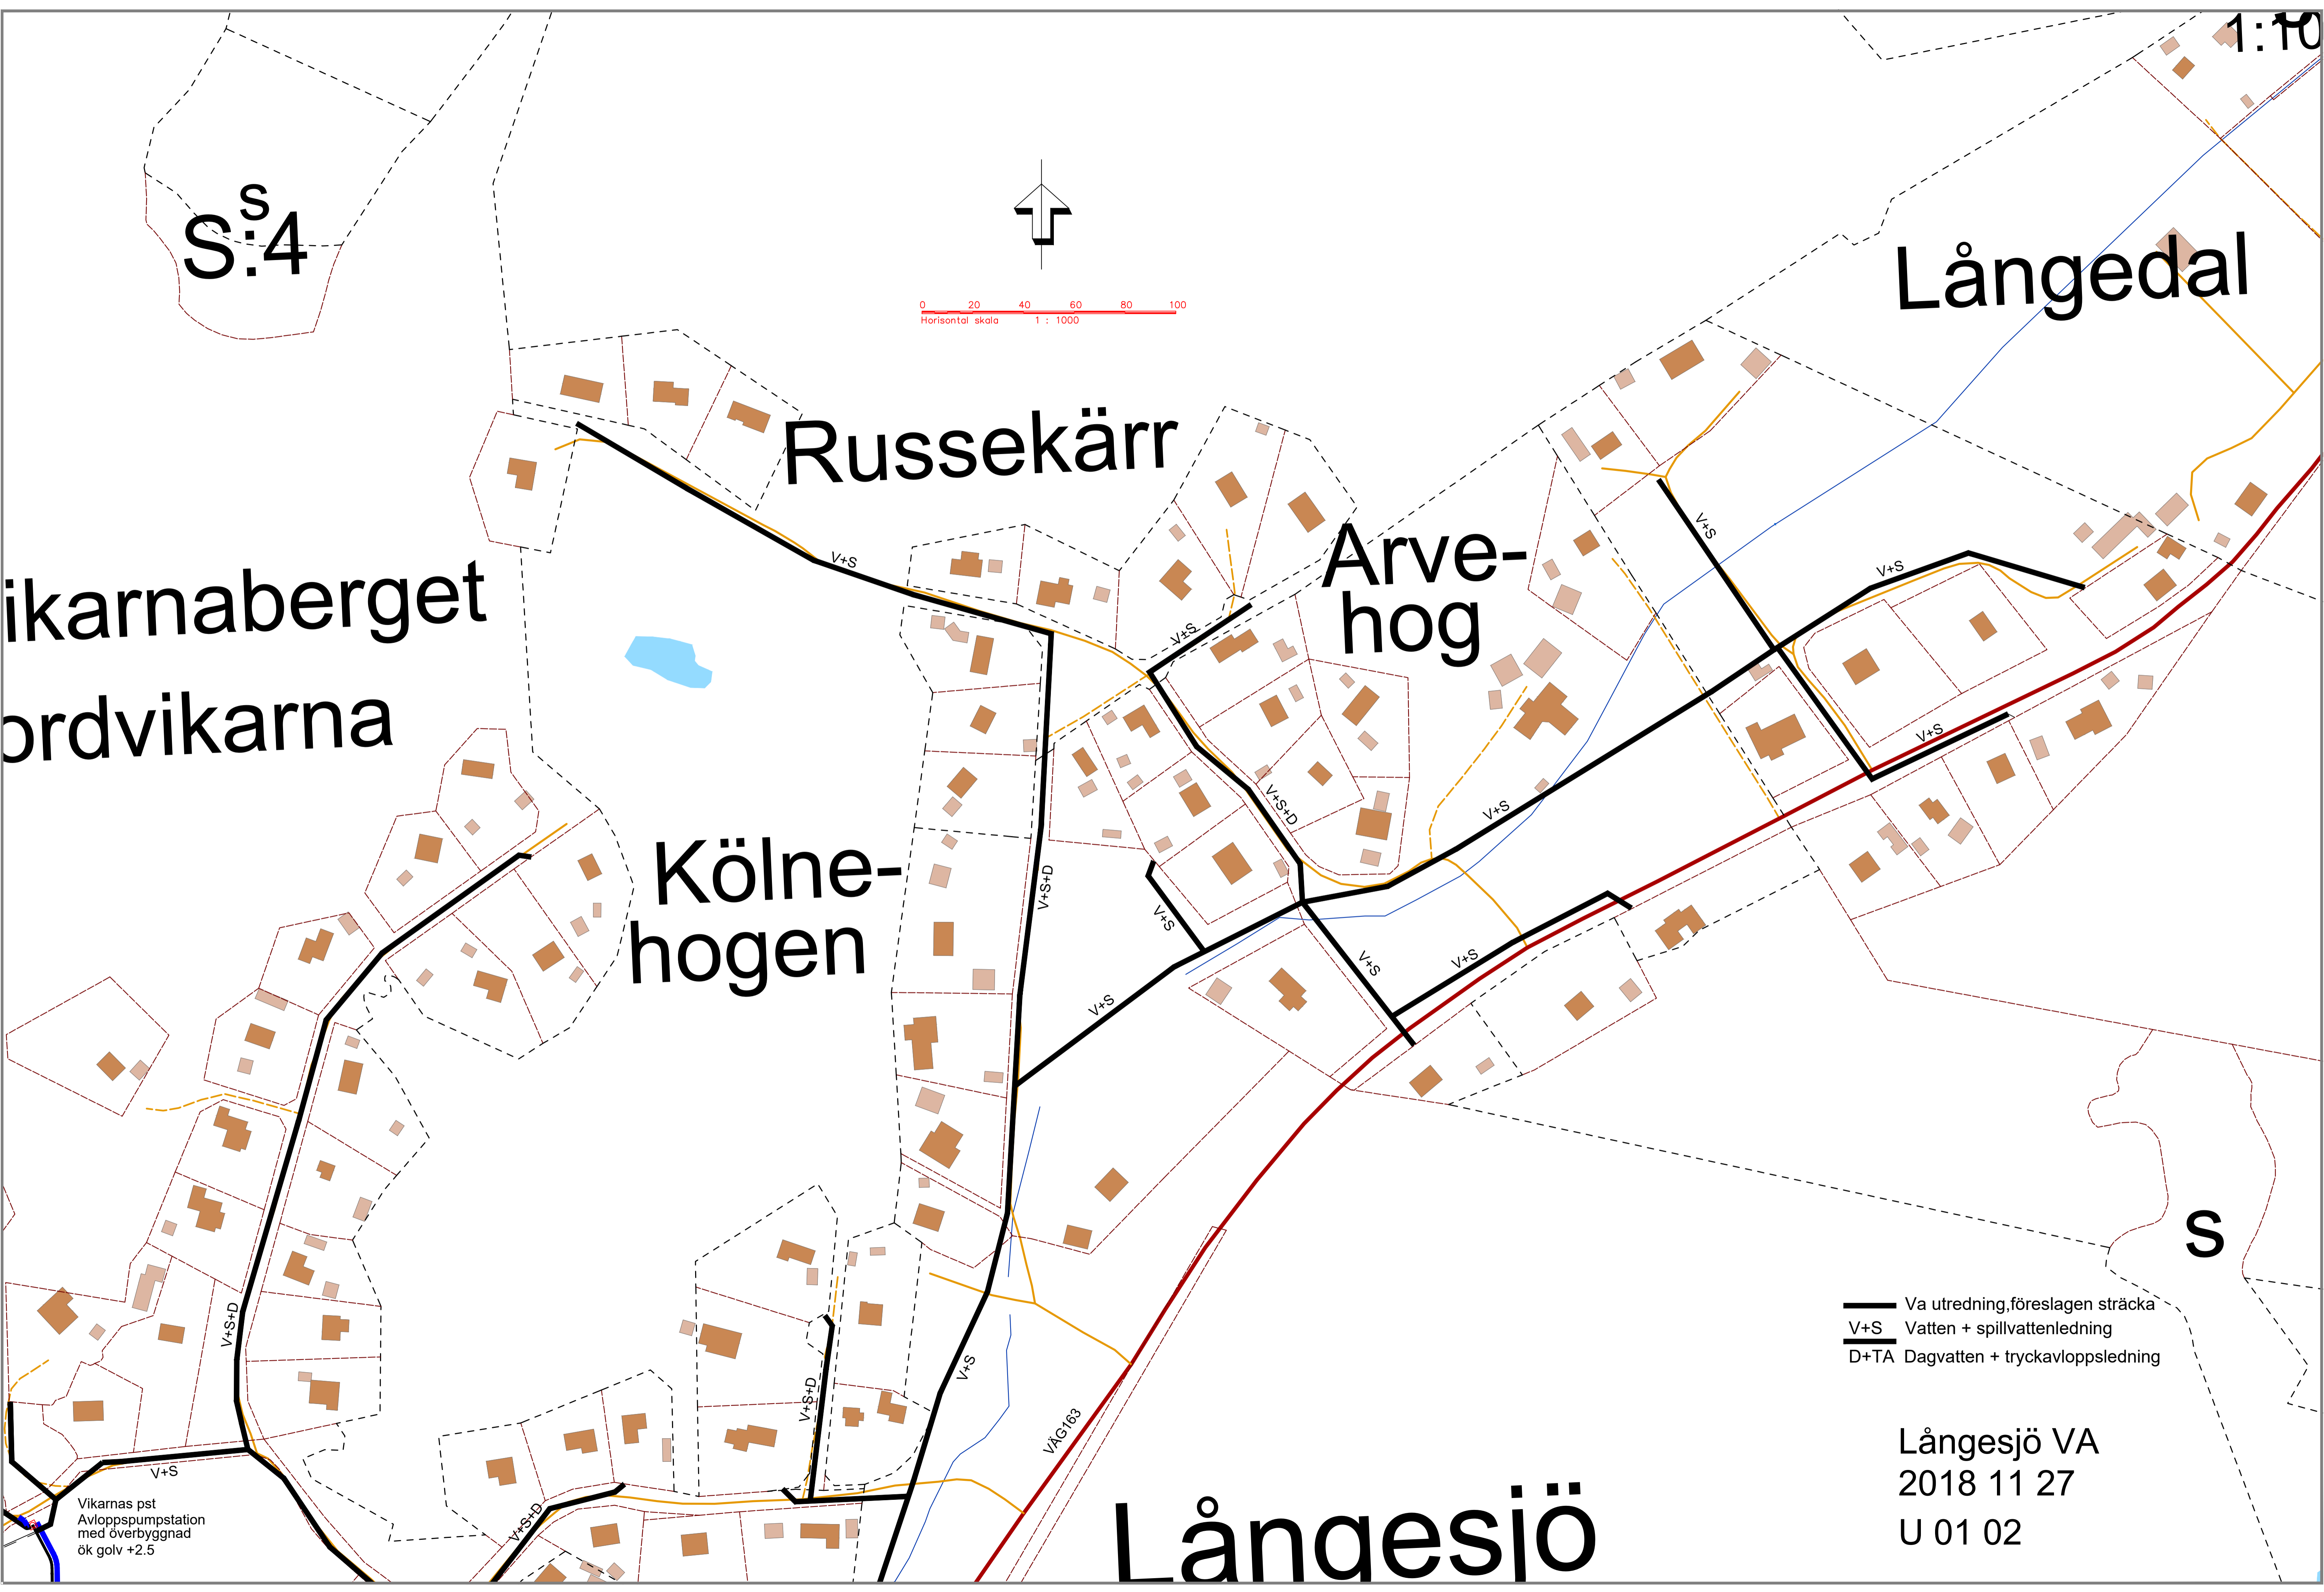 1:10
s
S:4
Långedal
0 20 40 60 80 100
Horisontal skala 1 : 1000
Russekärr
Arve-
hog
V+S
V+S
V+S
V+S
ikarnaberget
ordvikarna
V+S
V+S+D
V+S
Kölne-
hogen
V+S+D
V+S
V+S
V+S
V+S
s
V+S+D
V+S
V+S+D
VÄG163
Va utredning,föreslagen sträcka
V+S Vatten + spillvattenledning
D+TA Dagvatten + tryckavloppsledning
V+S
V+S+D
Vikarnas pst
Avloppspumpstation
med överbyggnad
ök golv +2.5
Långesjö
Långesjö VA
2018 11 27
U 01 02